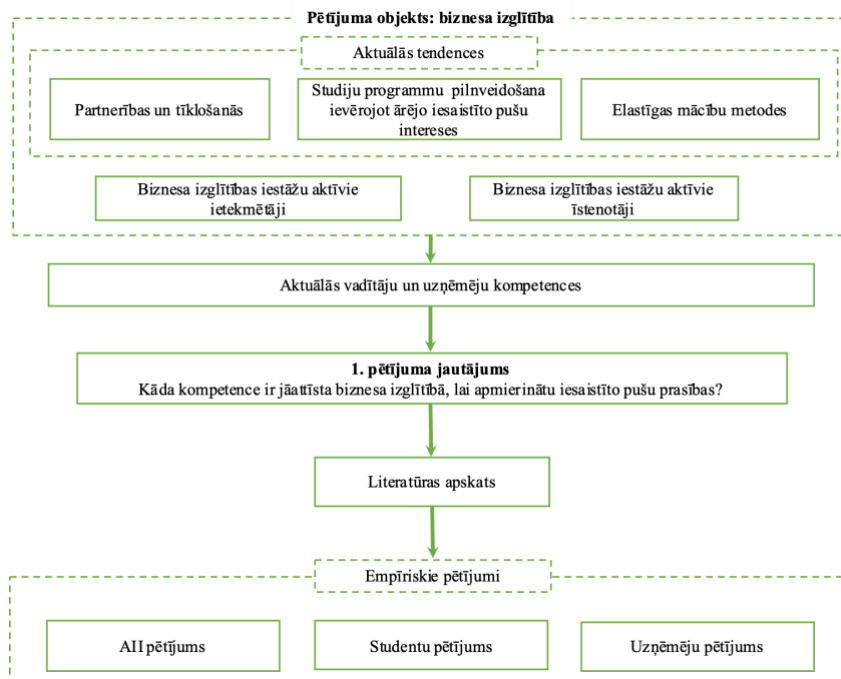 Pētījuma objekts: biznesa izglītība
Aktuālās tendences
Partnerības un tīklošanās
Studiju programmu pilnveidošana
ievērojot ārējo iesaistīto pušu
intereses
Elastīgas mācību metodes
Biznesa izglītības iestāžu aktīvie
ietekmētāji
Biznesa izglītības iestāžu aktīvie
īstenotāji
Aktuālās vadītāju un uzņēmēju kompetences
1. pētījuma jautājums
Kāda kompetence ir jāattīsta biznesa izglītībā, lai apmierinātu iesaistīto pušu prasības?
Literatūras apskats
Empīriskie pētījumi
AII pētījums
Studentu pētījums
Uzņēmēju pētījums